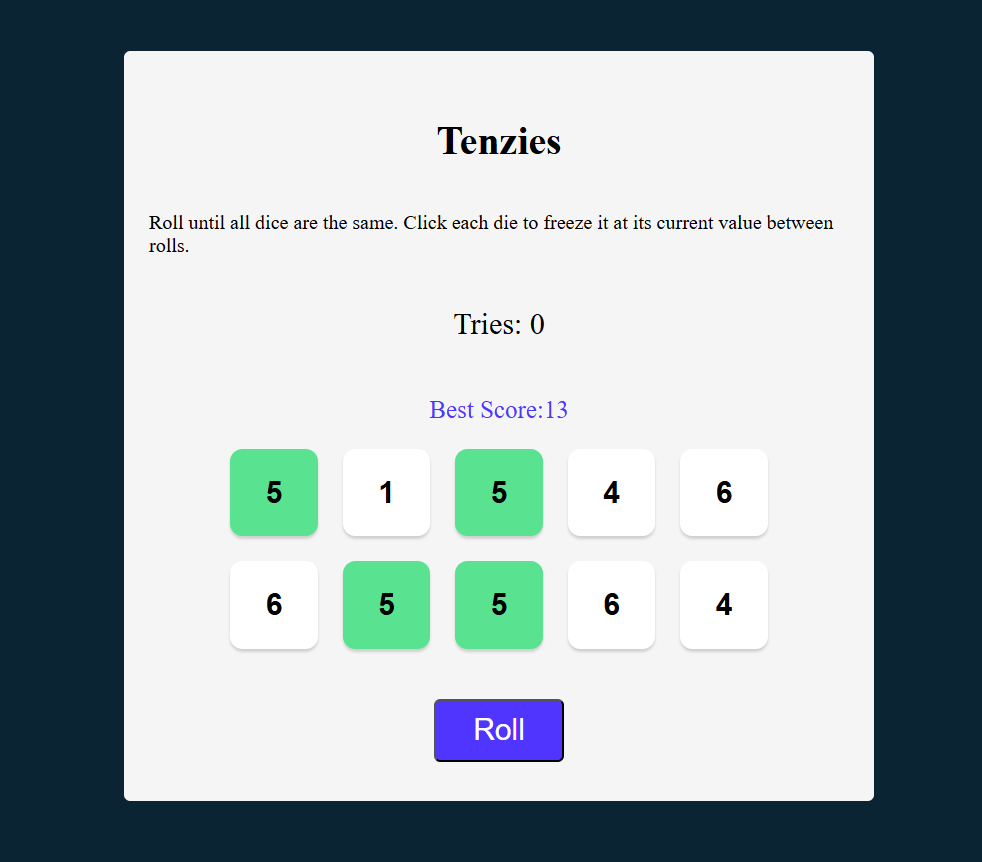 Tenzies
Roll until all dice are the same. Click each die to freeze it at its current value between
rolls.
Tries: 0
Best Score:13
5 1 5 4 6
6 5 5 6 4
Roll